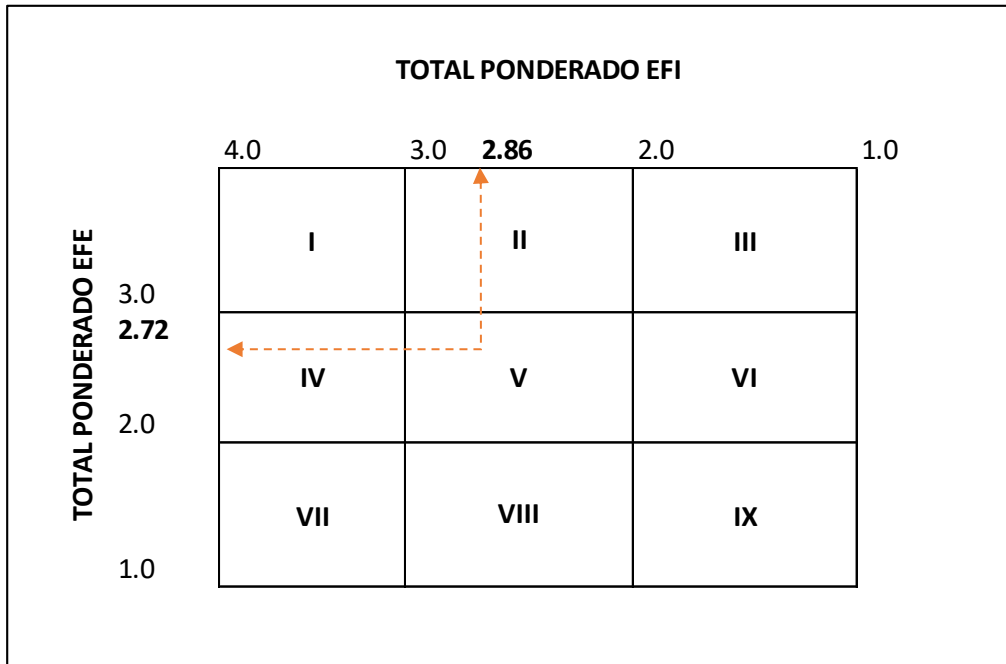 TOTAL PONDERADO EFI
4.0 3.0 2.86 2.0 1.0
TOTAL PONDERADO EFE
I II III
3.0
2.72
IV V VI
2.0
VII VIII IX
1.0